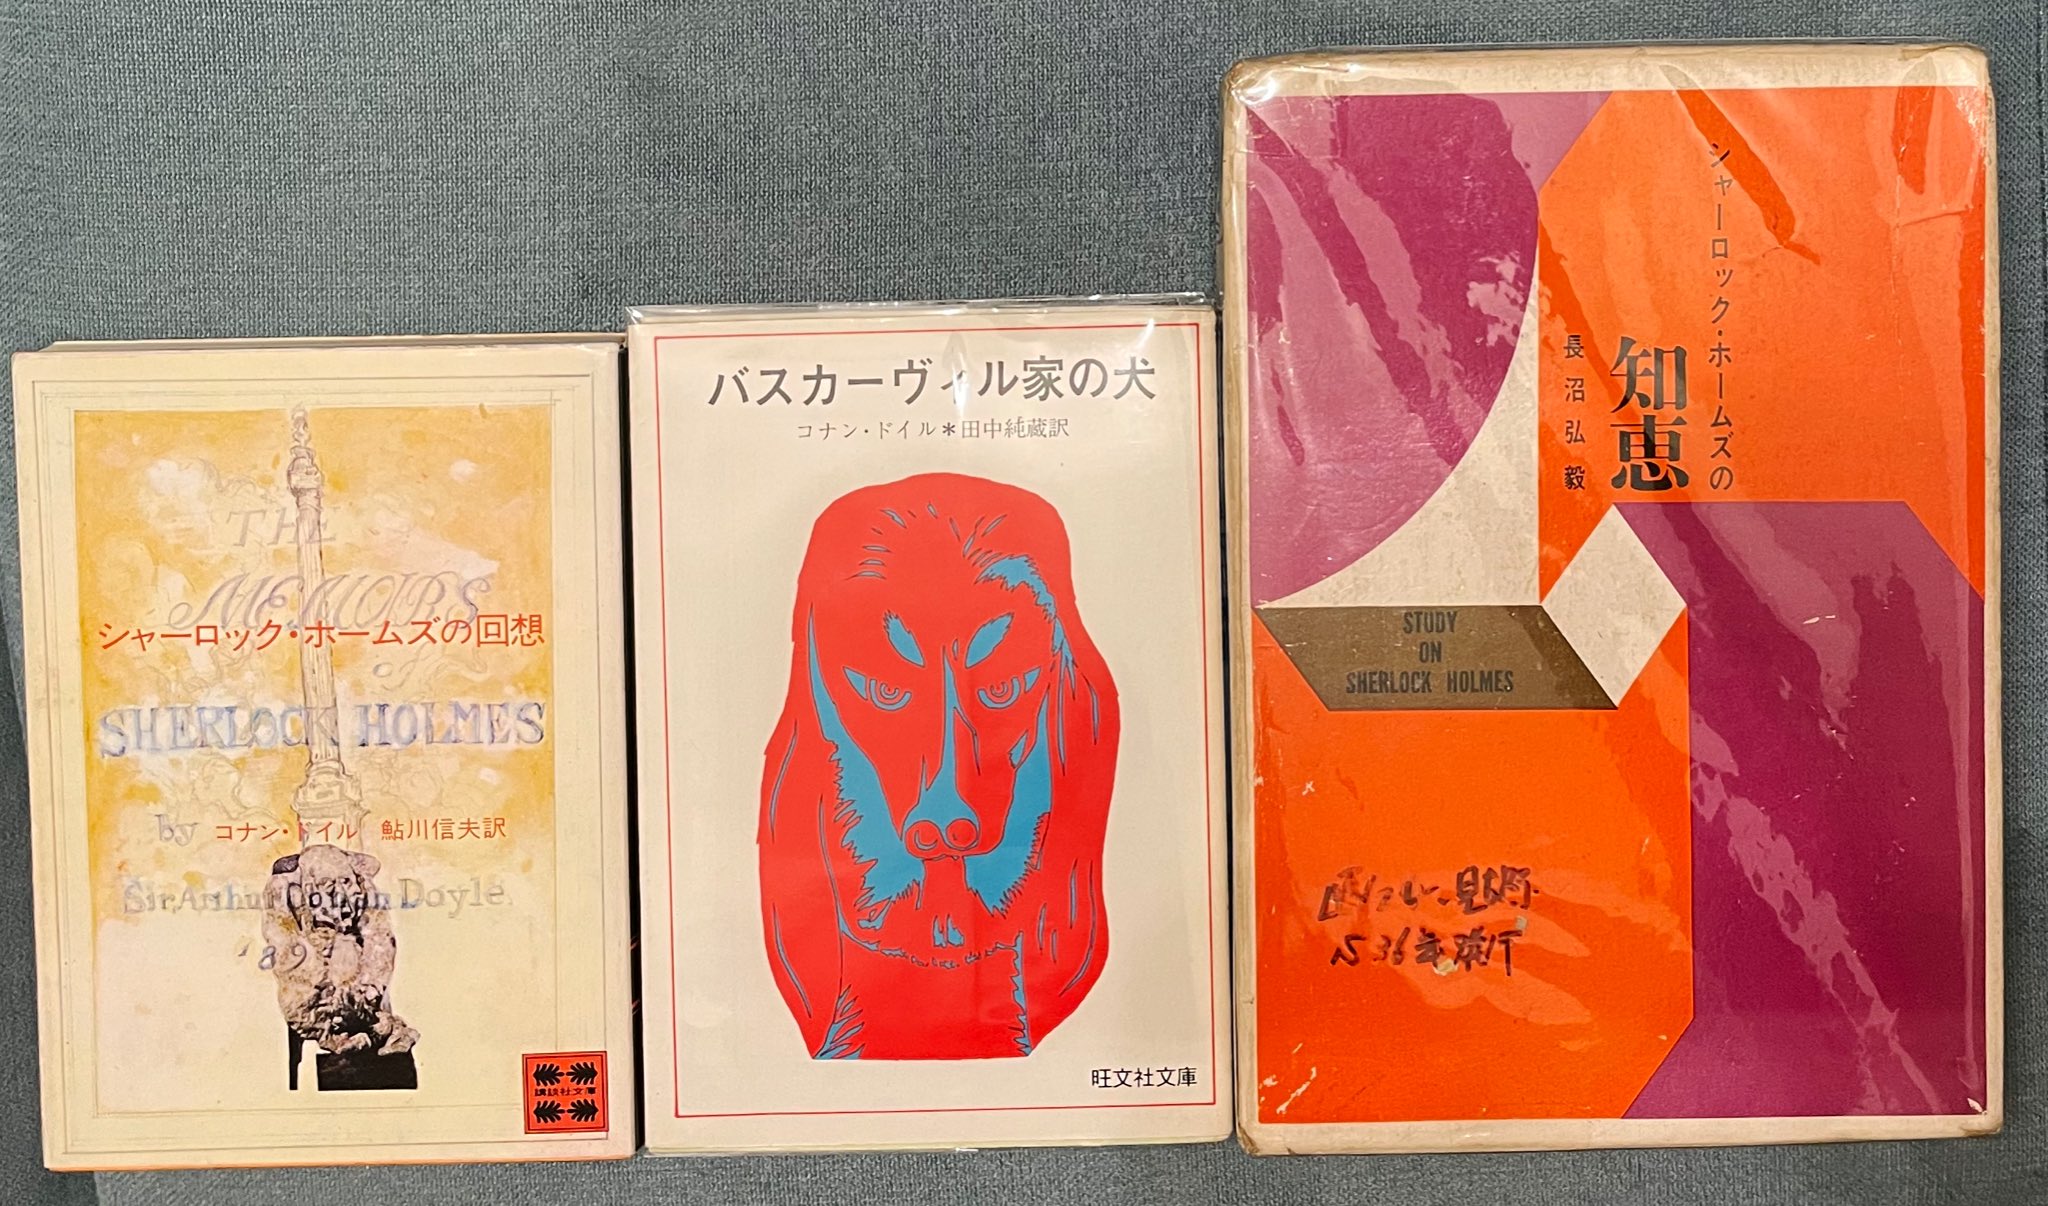 THE
MEMOIRS
シャーロック・ホームズの回想
of
SHERLOCK HOLMES
by コナン・ドイル 鮎川信夫訳
Sir Arthur Conan Doyle.
講談社文庫
バスカーヴィル家の犬
コナン・ドイル＊田中純蔵訳
旺文社文庫
シャーロック・ホームズの
知恵
長沼弘毅
STUDY
ON
SHERLOCK HOLMES